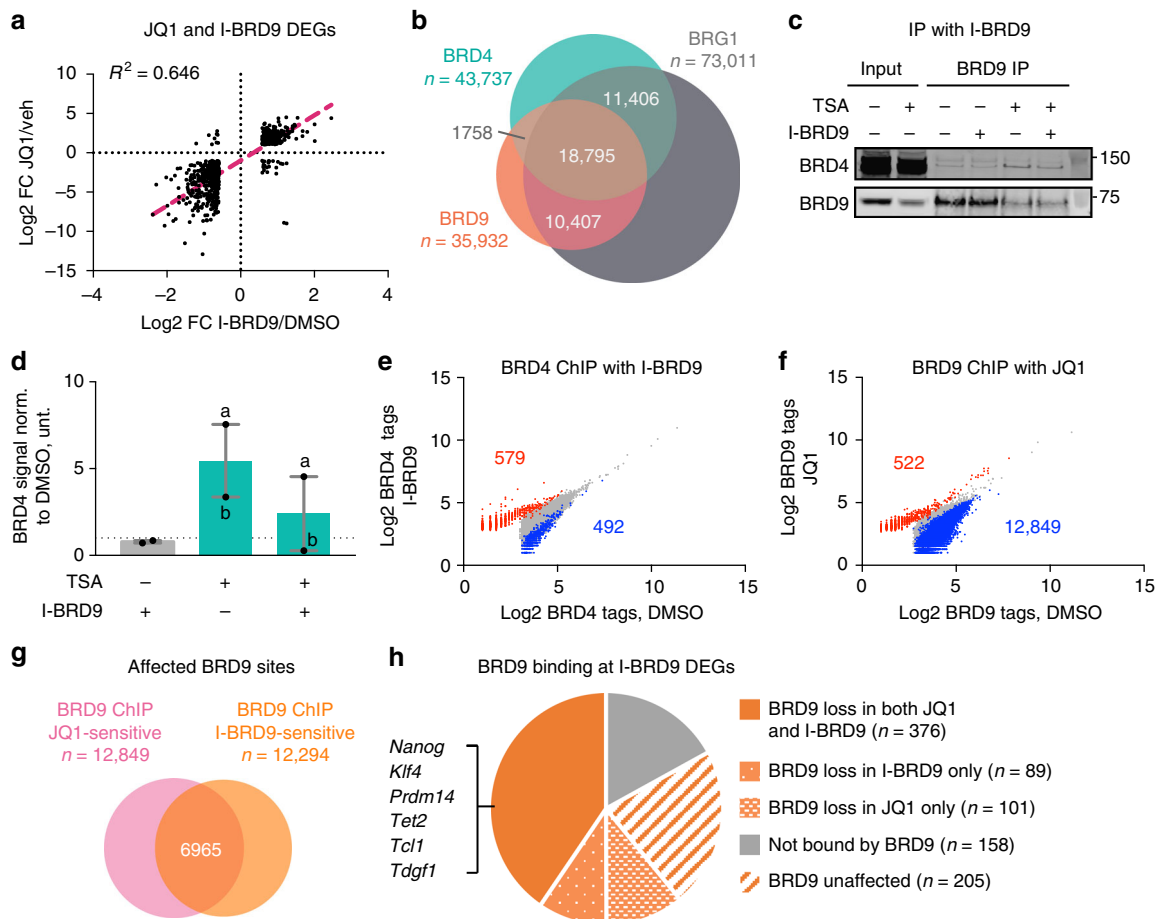 a
JQ1 and I-BRD9 DEGs
R² = 0.646
10
5
0
−5
−10
−15
−4
−2
0
2
4
Log2 FC JQ1/veh
Log2 FC I-BRD9/DMSO
b
BRD4
n = 43,737
BRG1
n = 73,011
11,406
1758
18,795
10,407
BRD9
n = 35,932
c
IP with I-BRD9
Input
BRD9 IP
TSA – + – – + +
I-BRD9 – – – + – +
BRD4
150
BRD9
75
d
BRD4 signal norm.
to DMSO, unt.
10
5
0
a
b
a
b
TSA – + +
I-BRD9 + – +
e
BRD4 ChIP with I-BRD9
Log2 BRD4 tags
I-BRD9
15
10
5
0
579
492
0
5
10
15
Log2 BRD4 tags, DMSO
f
BRD9 ChIP with JQ1
Log2 BRD9 tags
JQ1
15
10
5
0
522
12,849
0
5
10
15
Log2 BRD9 tags, DMSO
g
Affected BRD9 sites
BRD9 ChIP
JQ1-sensitive
n = 12,849
BRD9 ChIP
I-BRD9-sensitive
n = 12,294
6965
h
BRD9 binding at I-BRD9 DEGs
Nanog
Klf4
Prdm14
Tet2
Tcl1
Tdgf1
BRD9 loss in both JQ1
and I-BRD9 (n = 376)
BRD9 loss in I-BRD9 only (n = 89)
BRD9 loss in JQ1 only (n = 101)
Not bound by BRD9 (n = 158)
BRD9 unaffected (n = 205)